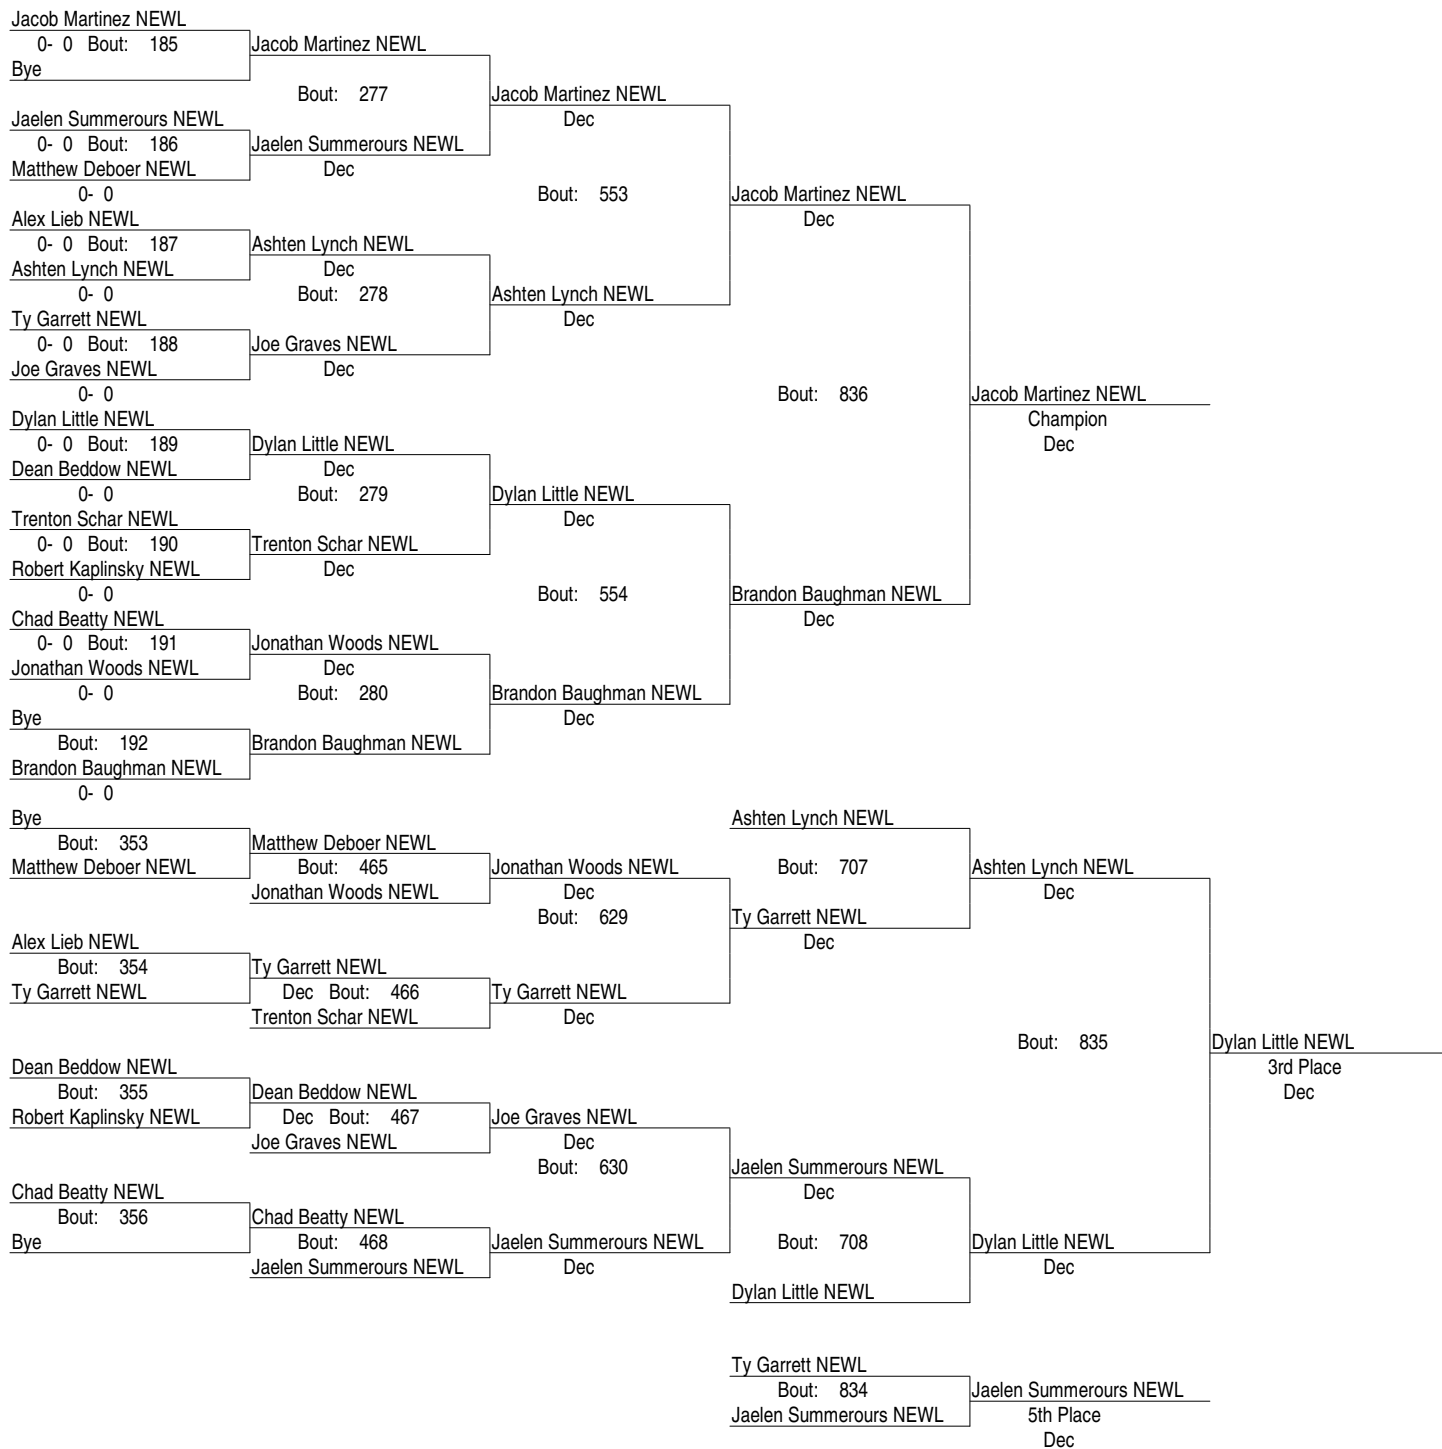 Jacob Martinez NEWL
0- 0 Bout: 185 Jacob Martinez NEWL
Bye
Bout: 277 Jacob Martinez NEWL
Jaelen Summerours NEWL Dec
0- 0 Bout: 186 Jaelen Summerours NEWL
Matthew Deboer NEWL Dec
0- 0 Bout: 553 Jacob Martinez NEWL
Alex Lieb NEWL Dec
0- 0 Bout: 187 Ashten Lynch NEWL
Ashten Lynch NEWL Dec
0- 0 Bout: 278 Ashten Lynch NEWL
Ty Garrett NEWL Dec
0- 0 Bout: 188 Joe Graves NEWL
Joe Graves NEWL Dec
0- 0 Bout: 836 Jacob Martinez NEWL
Dylan Little NEWL Champion
0- 0 Bout: 189 Dylan Little NEWL Dec
Dean Beddow NEWL Dec
0- 0 Bout: 279 Dylan Little NEWL
Trenton Schar NEWL Dec
0- 0 Bout: 190 Trenton Schar NEWL
Robert Kaplinsky NEWL Dec
0- 0 Bout: 554 Brandon Baughman NEWL
Chad Beatty NEWL Dec
0- 0 Bout: 191 Jonathan Woods NEWL
Jonathan Woods NEWL Dec
0- 0 Bout: 280 Brandon Baughman NEWL
Bye Dec
Bout: 192 Brandon Baughman NEWL
Brandon Baughman NEWL
0- 0
Bye Ashten Lynch NEWL
Bout: 353 Matthew Deboer NEWL
Matthew Deboer NEWL Bout: 465 Jonathan Woods NEWL Bout: 707 Ashten Lynch NEWL
Jonathan Woods NEWL Dec Dec
Bout: 629 Ty Garrett NEWL
Alex Lieb NEWL Dec
Bout: 354 Ty Garrett NEWL
Ty Garrett NEWL Dec Bout: 466 Ty Garrett NEWL
Trenton Schar NEWL Dec
Bout: 835 Dylan Little NEWL
Dean Beddow NEWL 3rd Place
Bout: 355 Dean Beddow NEWL Dec
Robert Kaplinsky NEWL Dec Bout: 467 Joe Graves NEWL
Joe Graves NEWL Dec
Bout: 630 Jaelen Summerours NEWL
Chad Beatty NEWL Dec
Bout: 356 Chad Beatty NEWL
Bye Bout: 468 Jaelen Summerours NEWL Bout: 708 Dylan Little NEWL
Jaelen Summerours NEWL Dec Dec
Dylan Little NEWL
Ty Garrett NEWL
Bout: 834 Jaelen Summerours NEWL
Jaelen Summerours NEWL 5th Place
Dec